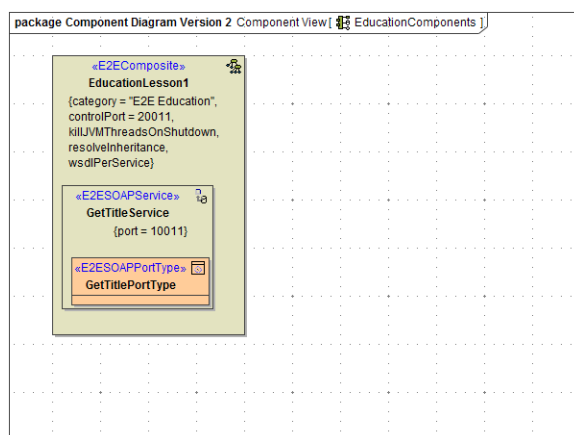 package Component Diagram Version 2 Component View [ EducationComponents ]
«E2EComposite»
EducationLesson1
{category = "E2E Education",
controlPort = 20011,
killJVMThreadsOnShutdown,
resolveInheritance,
wsdlPerService}
«E2ESOAPService»
GetTitleService
{port = 10011}
«E2ESOAPPortType»
GetTitlePortType